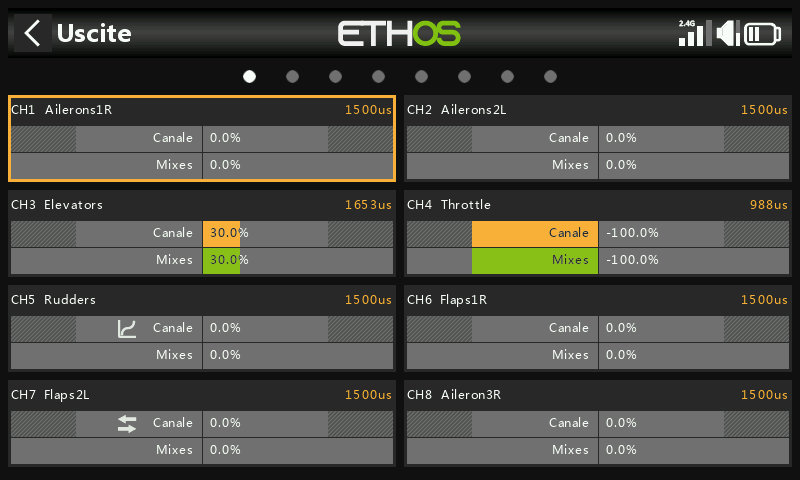 Uscite
ETHOS
2.4G
CH1 Ailerons1R 1500us
Canale 0.0%
Mixes 0.0%
CH2 Ailerons2L 1500us
Canale 0.0%
Mixes 0.0%
CH3 Elevators 1653us
Canale 30.0%
Mixes 30.0%
CH4 Throttle 988us
Canale -100.0%
Mixes -100.0%
CH5 Rudders 1500us
Canale 0.0%
Mixes 0.0%
CH6 Flaps1R 1500us
Canale 0.0%
Mixes 0.0%
CH7 Flaps2L 1500us
Canale 0.0%
Mixes 0.0%
CH8 Aileron3R 1500us
Canale 0.0%
Mixes 0.0%